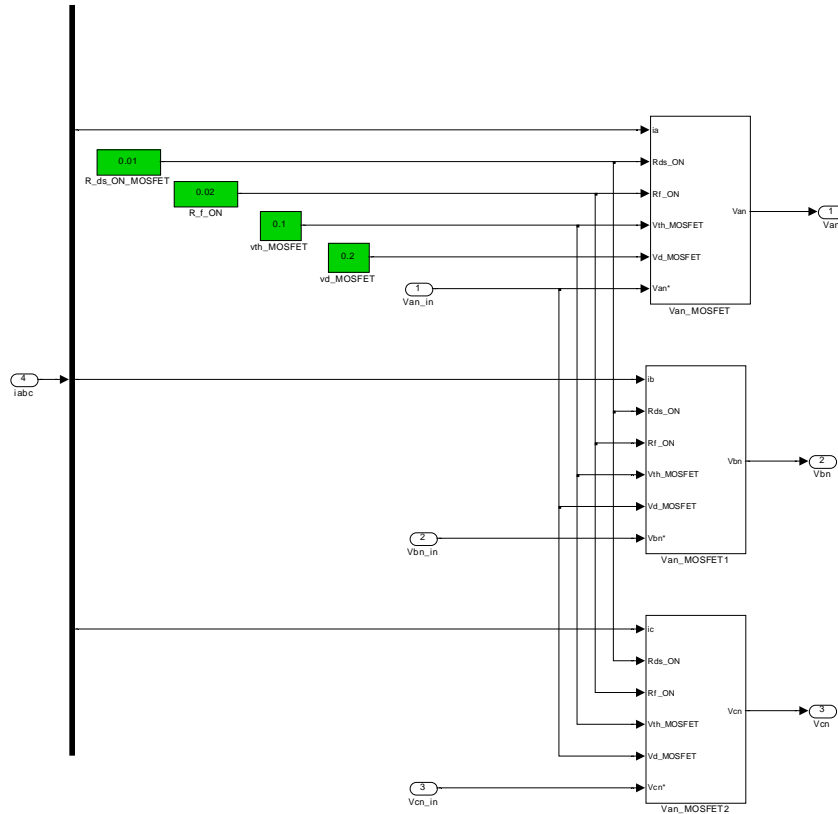 ia
0.01
Rds_ON
R_ds_ON_MOSFET
0.02
Rf_ON
R_f_ON
Van
1
Van
0.1
Vth_MOSFET
vth_MOSFET
0.2
Vd_MOSFET
vd_MOSFET
1
Van*
Van_in
Van_MOSFET
4
iabc
ib
Rds_ON
Rf_ON
Vbn
2
Vbn
Vth_MOSFET
Vd_MOSFET
2
Vbn*
Vbn_in
Van_MOSFET1
ic
Rds_ON
Rf_ON
Vcn
3
Vcn
Vth_MOSFET
Vd_MOSFET
3
Vcn*
Vcn_in
Van_MOSFET2